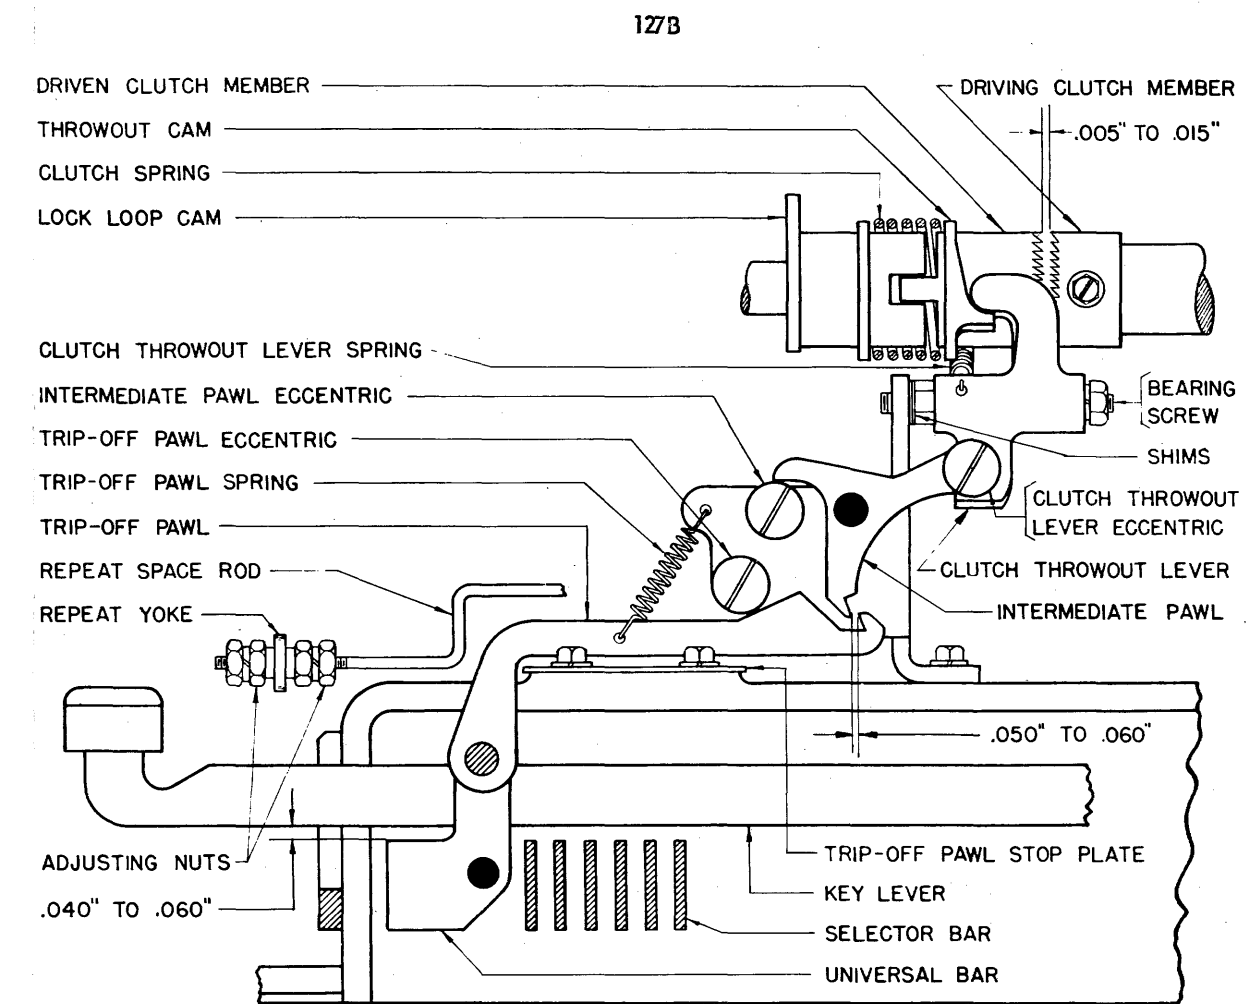 127B
DRIVEN CLUTCH MEMBER
DRIVING CLUTCH MEMBER
THROWOUT CAM
.005" TO .015"
CLUTCH SPRING
LOCK LOOP CAM
CLUTCH THROWOUT LEVER SPRING
INTERMEDIATE PAWL ECCENTRIC
BEARING
SCREW
TRIP-OFF PAWL ECCENTRIC
SHIMS
TRIP-OFF PAWL SPRING
CLUTCH THROWOUT
LEVER ECCENTRIC
TRIP-OFF PAWL
REPEAT SPACE ROD
CLUTCH THROWOUT LEVER
REPEAT YOKE
INTERMEDIATE PAWL
.050" TO .060"
ADJUSTING NUTS
TRIP-OFF PAWL STOP PLATE
KEY LEVER
.040" TO .060"
SELECTOR BAR
UNIVERSAL BAR